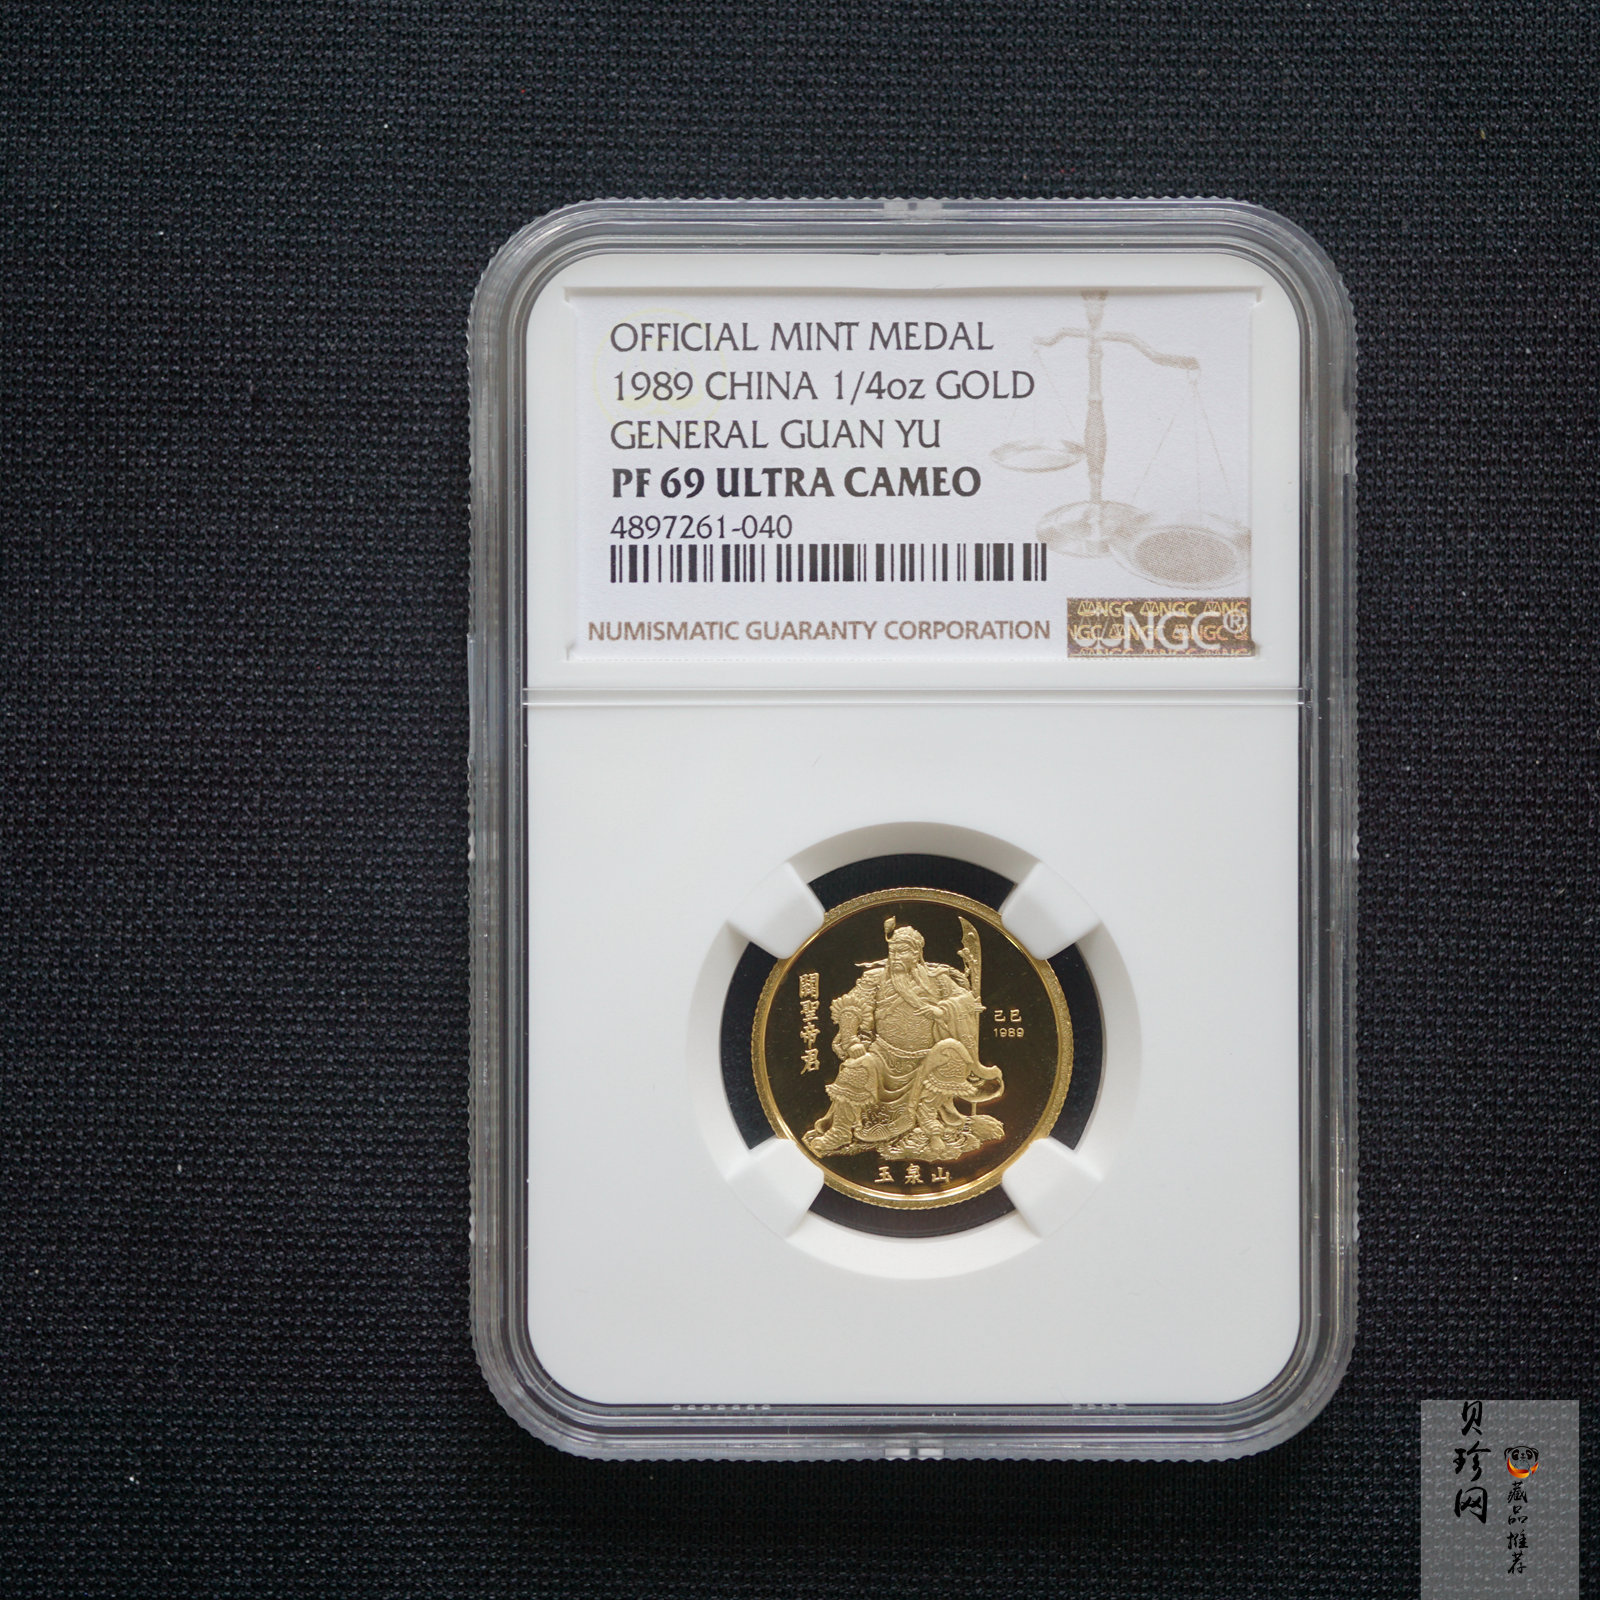 OFFICIAL MINT MEDAL
1989 CHINA 1/4oz GOLD
GENERAL GUAN YU
PF 69 ULTRA CAMEO
4897261-040
NUMISMATIC GUARANTY CORPORATION
NGC®
關聖帝君
己巳
1989
玉泉山
贝珍网
藏品推荐